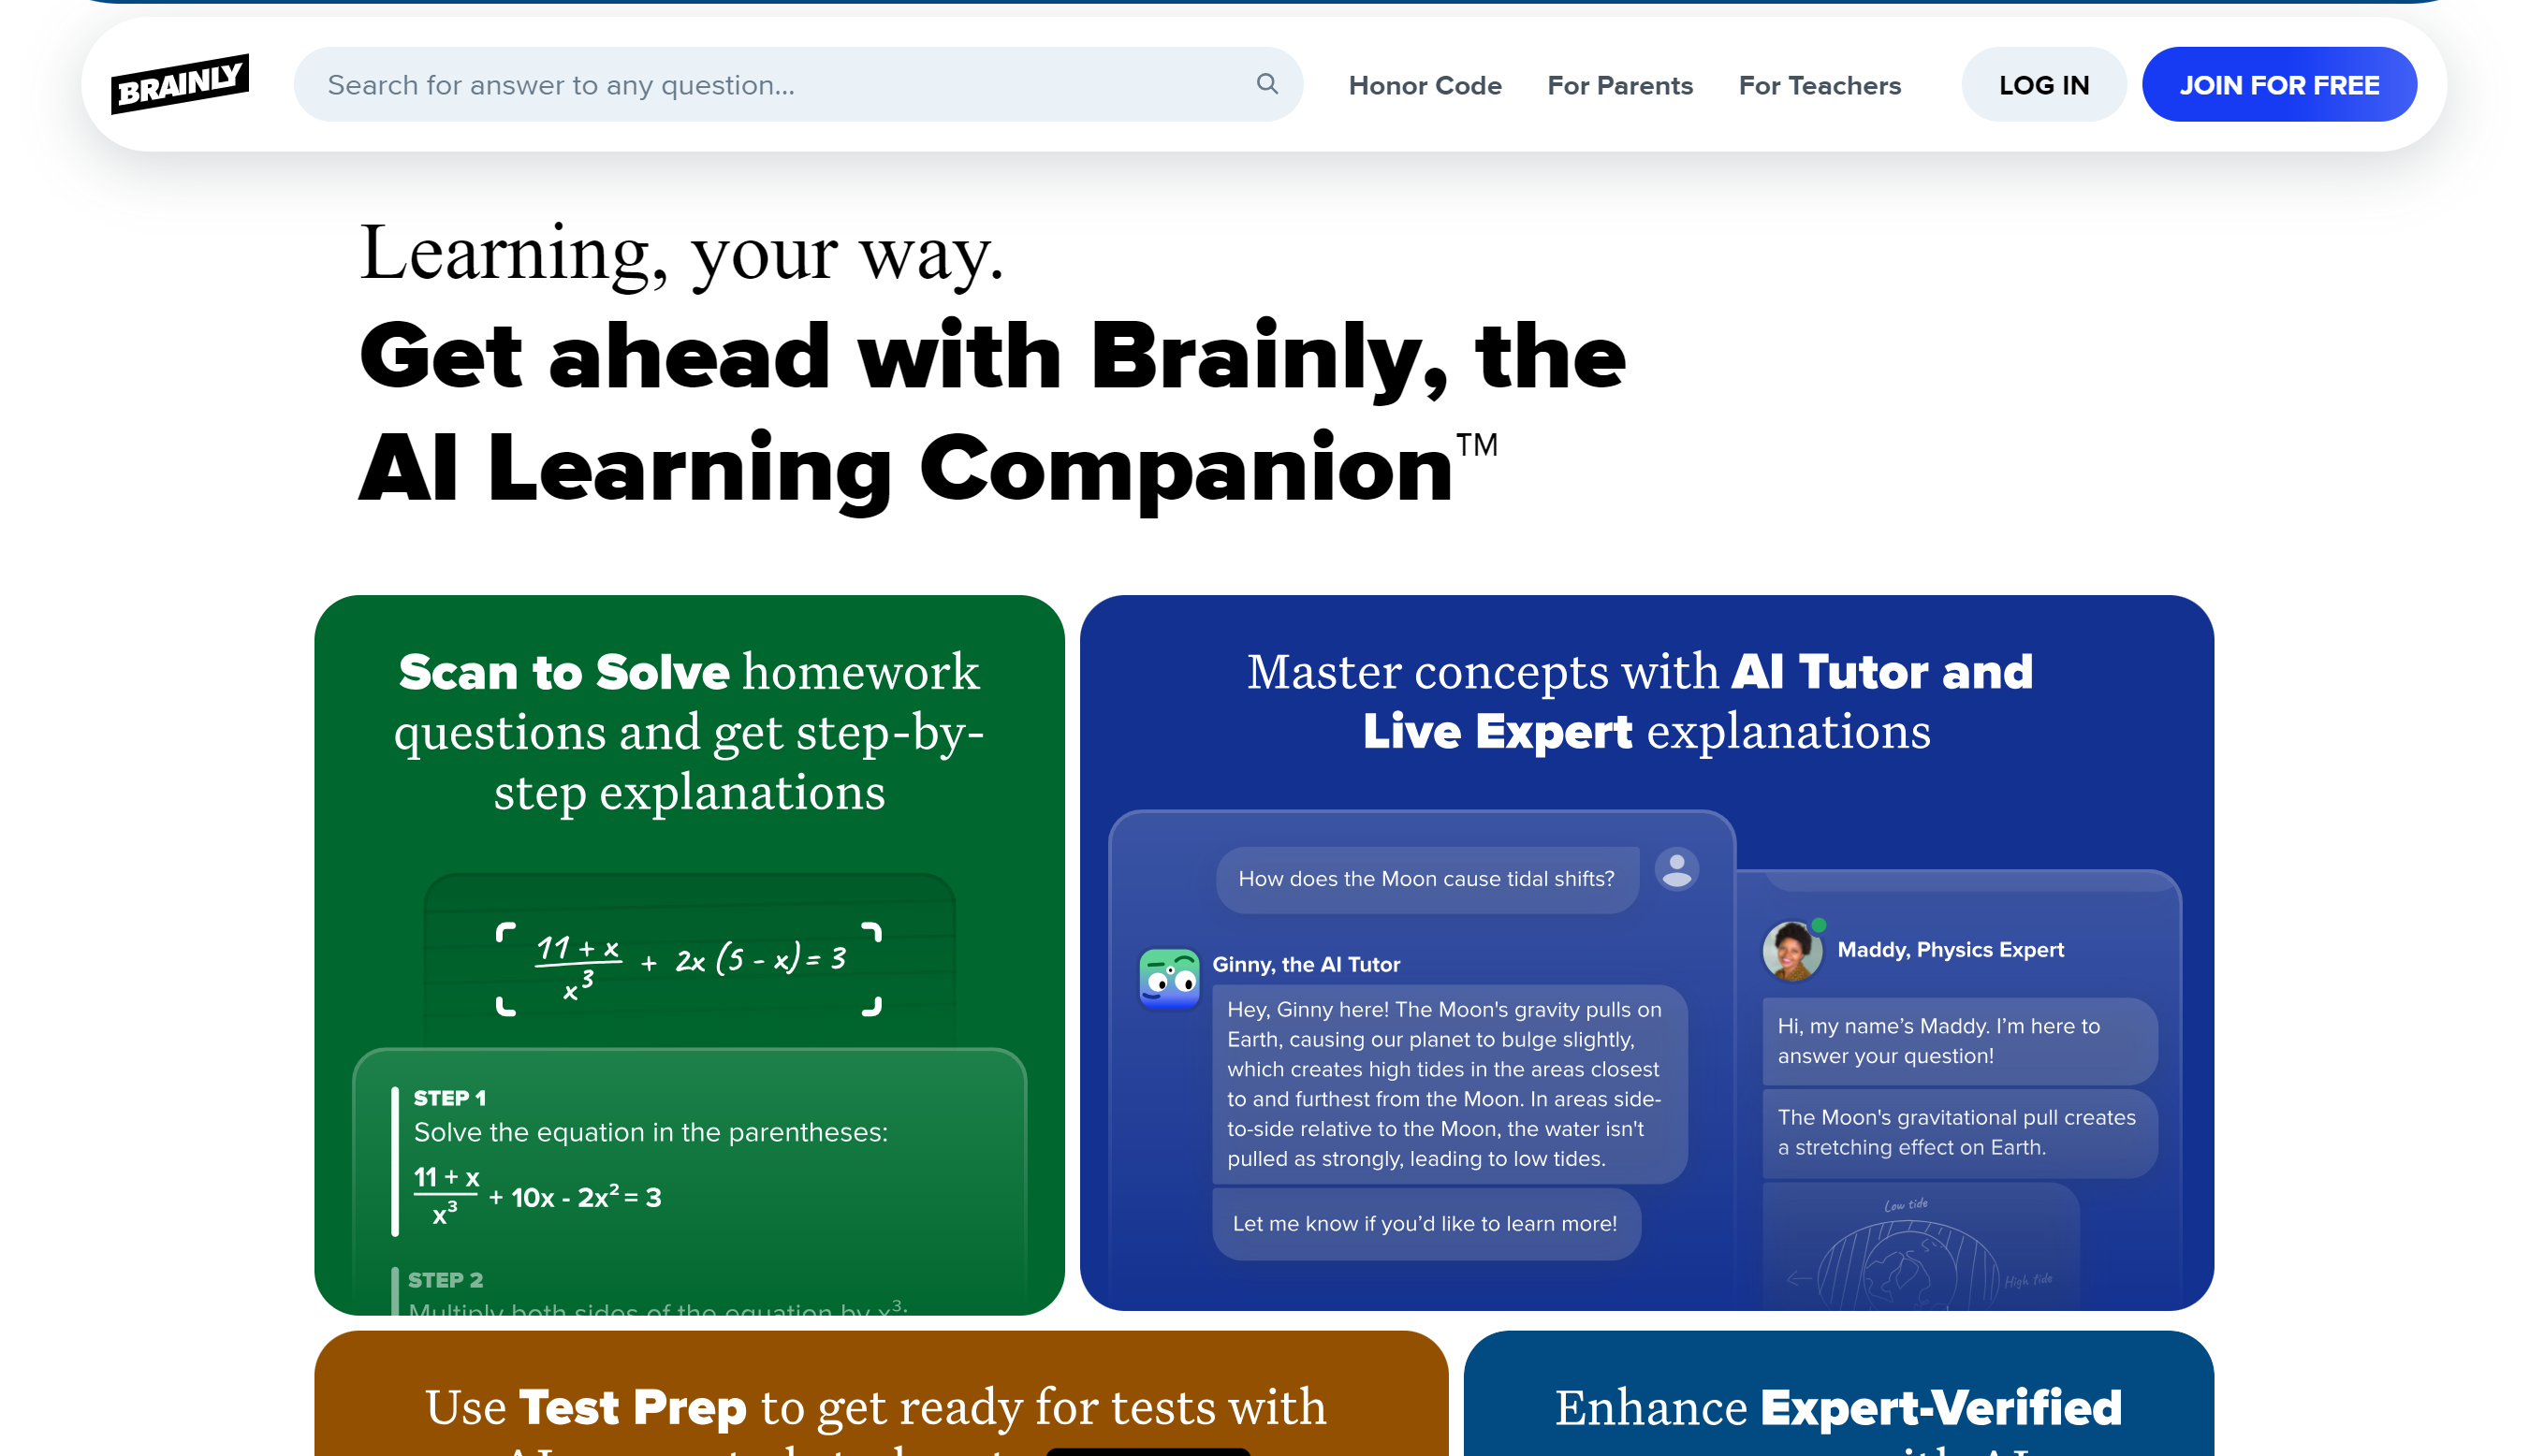 BRAINLY
Search for answer to any question...
Honor Code
For Parents
For Teachers
LOG IN
JOIN FOR FREE
Learning, your way.
Get ahead with Brainly, the
AI Learning Companion™
Scan to Solve homework
questions and get step-by-
step explanations
11 + x
x³
+ 2x (5 - x) = 3
STEP 1
Solve the equation in the parentheses:
11 + x
x³
+ 10x - 2x² = 3
STEP 2
Multiply both sides of the equation by x³:
Master concepts with AI Tutor and
Live Expert explanations
How does the Moon cause tidal shifts?
Ginny, the AI Tutor
Hey, Ginny here! The Moon's gravity pulls on
Earth, causing our planet to bulge slightly,
which creates high tides in the areas closest
to and furthest from the Moon. In areas side-
to-side relative to the Moon, the water isn't
pulled as strongly, leading to low tides.
Let me know if you’d like to learn more!
Maddy, Physics Expert
Hi, my name’s Maddy. I’m here to
answer your question!
The Moon's gravitational pull creates
a stretching effect on Earth.
Low tide
High tide
Use Test Prep to get ready for tests with
Enhance Expert-Verified